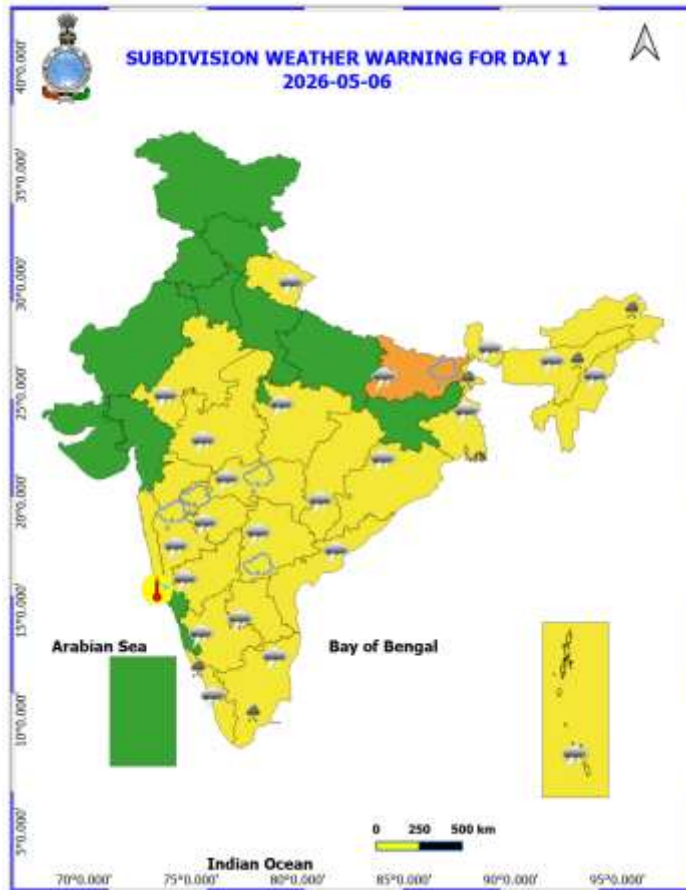 SUBDIVISION WEATHER WARNING FOR DAY 1
2026-05-06
40°0.000'
35°0.000'
30°0.000'
25°0.000'
20°0.000'
15°0.000'
10°0.000'
5°0.000'
Arabian Sea
Bay of Bengal
0 250 500 km
Indian Ocean
70°0.000' 75°0.000' 80°0.000' 85°0.000' 90°0.000' 95°0.000'